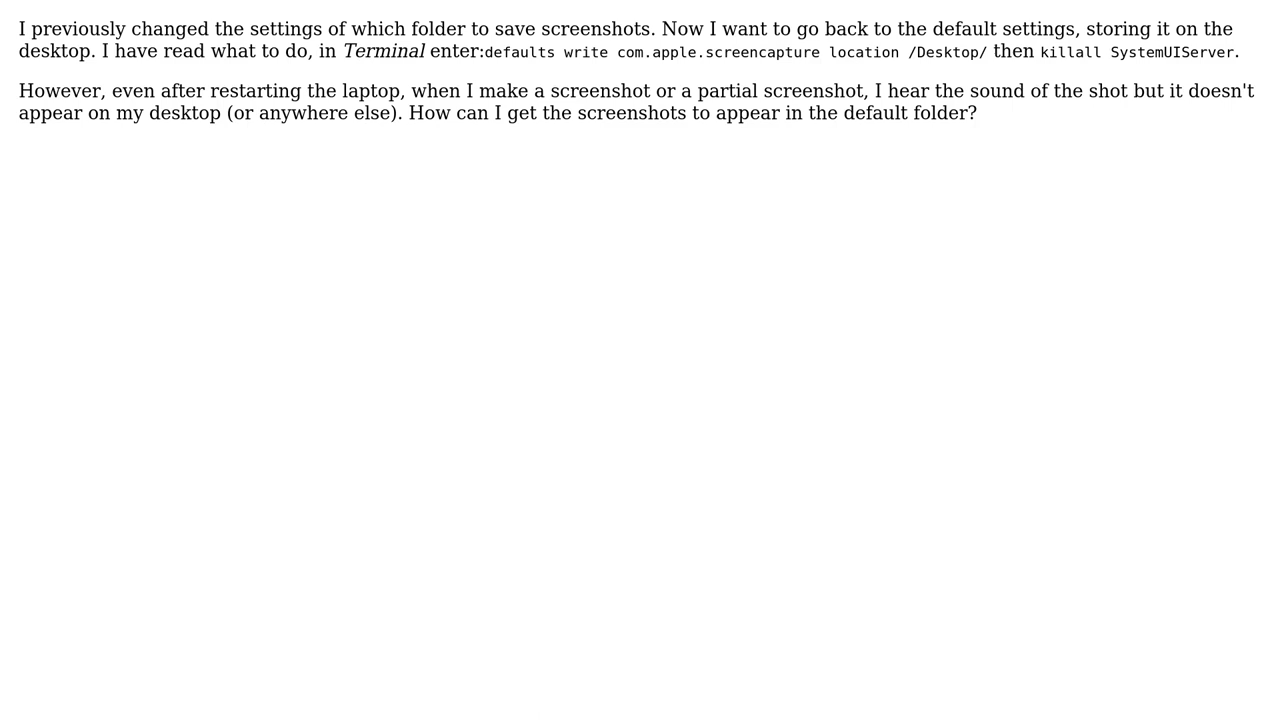 I previously changed the settings of which folder to save screenshots. Now I want to go back to the default settings, storing it on the
desktop. I have read what to do, in Terminal enter:defaults write com.apple.screencapture location /Desktop/ then killall SystemUIServer.
However, even after restarting the laptop, when I make a screenshot or a partial screenshot, I hear the sound of the shot but it doesn't
appear on my desktop (or anywhere else). How can I get the screenshots to appear in the default folder?